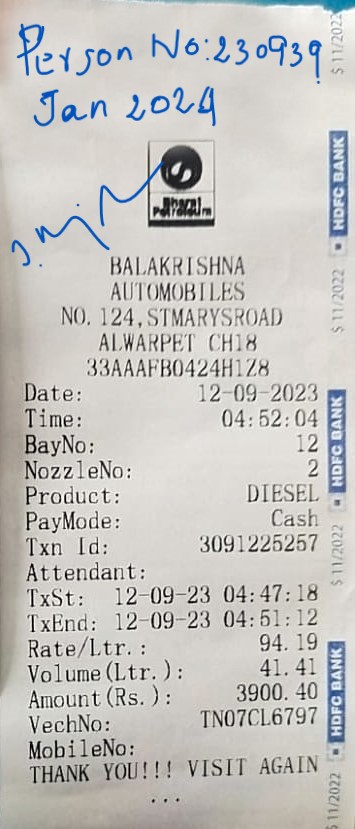 Person No: 230939
Jan 2024
Bharat
Petroleum
BALAKRISHNA
AUTOMOBILES
NO. 124, STMARYSROAD
ALWARPET CH18
33AAAFB0424H1Z8
Date: 12-09-2023
Time: 04:52:04
BayNo: 12
NozzleNo: 2
Product: DIESEL
PayMode: Cash
Txn Id: 3091225257
Attendant:
TxSt: 12-09-23 04:47:18
TxEnd: 12-09-23 04:51:12
Rate/Ltr.: 94.19
Volume(Ltr.): 41.41
Amount(Rs.): 3900.40
VechNo: TN07CL6797
MobileNo:
THANK YOU!!! VISIT AGAIN
...
S 11/2022
HDFC BANK
S 11/2022
HDFC BANK
S 11/2022
HDFC BANK
S 11/2022